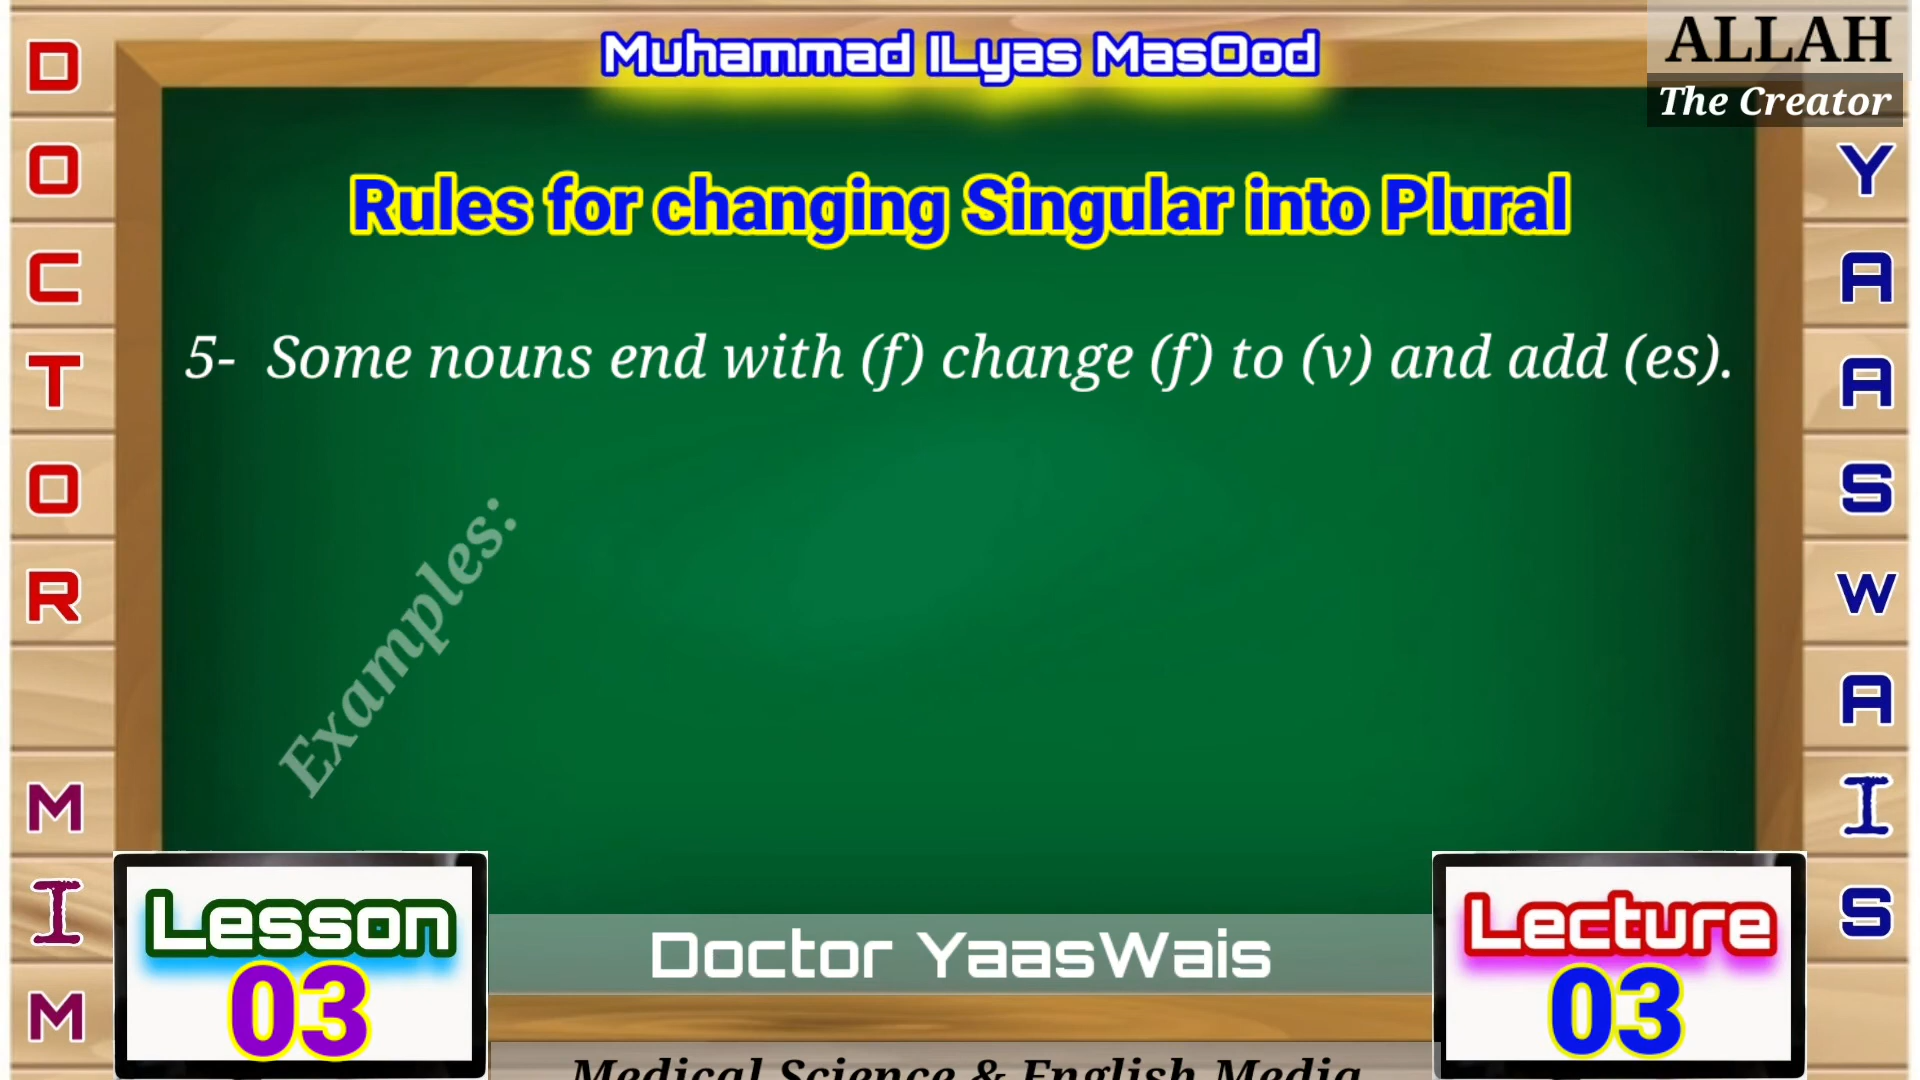 Muhammad ILyas MasOod
ALLAH
The Creator
Rules for changing Singular into Plural
5- Some nouns end with (f) change (f) to (v) and add (es).
Examples:
DOCTOR MIM
YAASWAIS
Lesson
03
Doctor YaasWais
Lecture
03
Medical Science & English Media